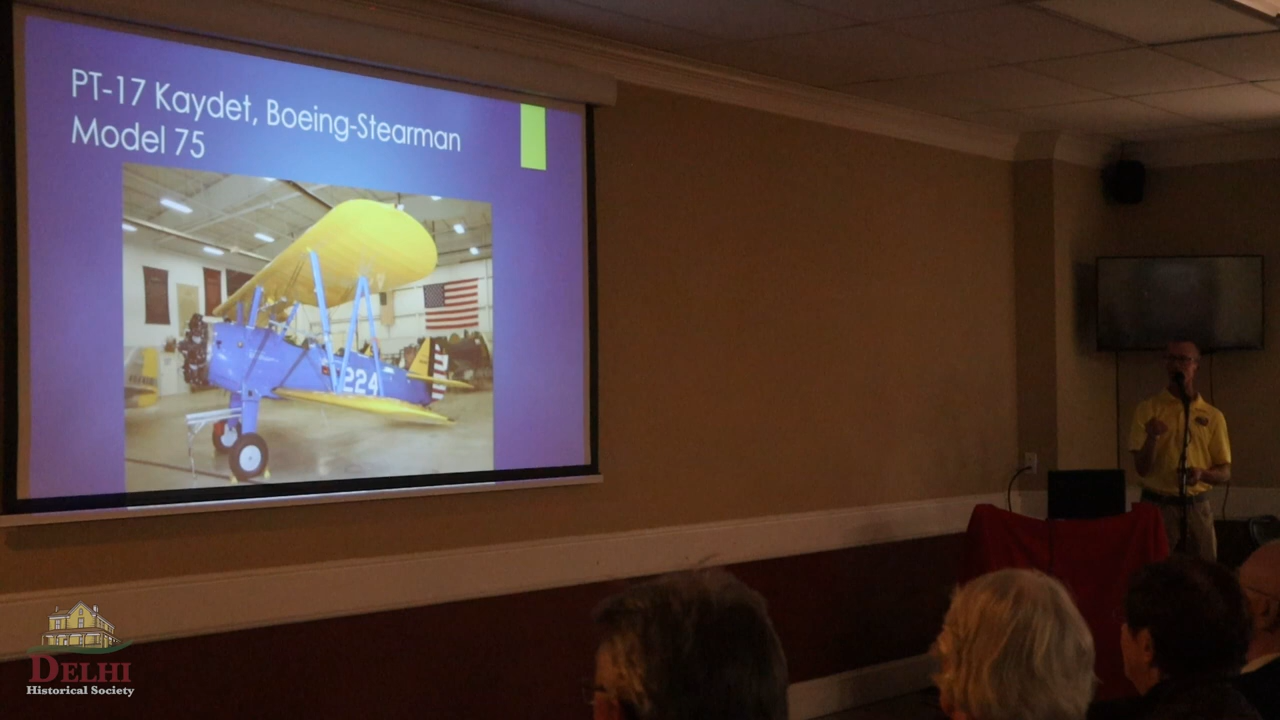 PT-17 Kaydet, Boeing-Stearman
Model 75
224
DELHI
Historical Society